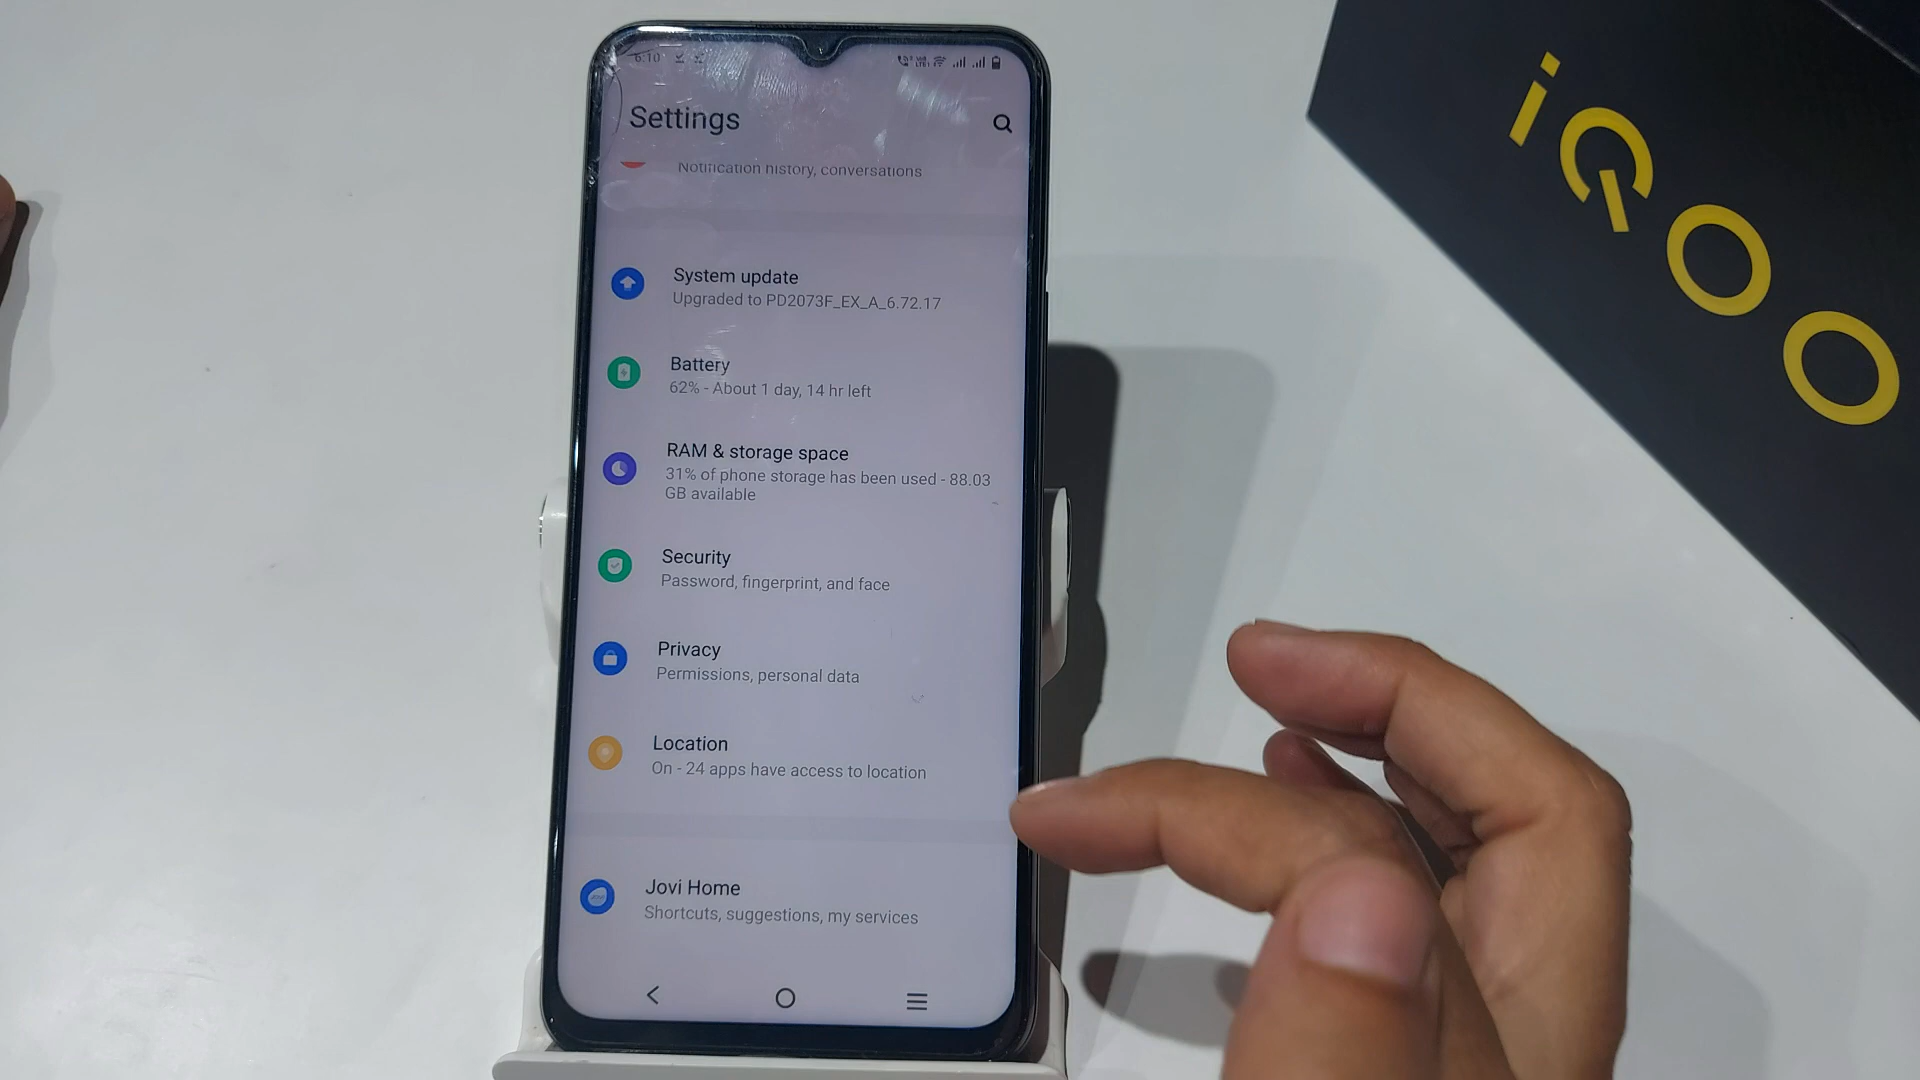 6:10
Settings
Notification history, conversations
System update
Upgraded to PD2073F_EX_A_6.72.17
Battery
62% - About 1 day, 14 hr left
RAM & storage space
31% of phone storage has been used - 88.03
GB available
Security
Password, fingerprint, and face
Privacy
Permissions, personal data
Location
On - 24 apps have access to location
Jovi Home
Shortcuts, suggestions, my services
iQOO